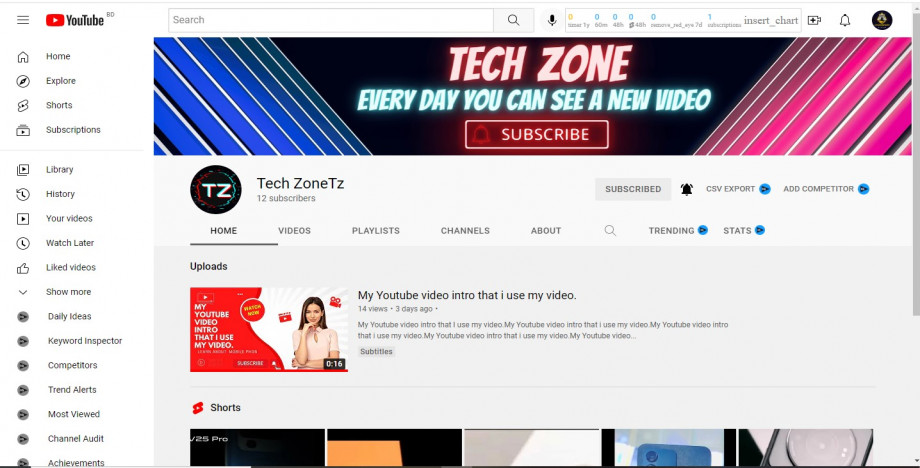 YouTube BD
Search
0 0 0 0 0 1
timer 1y 60m 48h 48h remove_red_eye 7d subscriptions insert_chart
Home
Explore
Shorts
Subscriptions
Library
History
Your videos
Watch Later
Liked videos
Show more
Daily Ideas
Keyword Inspector
Competitors
Trend Alerts
Most Viewed
Channel Audit
Achievements
TECH ZONE
EVERY DAY YOU CAN SEE A NEW VIDEO
SUBSCRIBE
TZ
Tech ZoneTz
12 subscribers
SUBSCRIBED
CSV EXPORT
ADD COMPETITOR
HOME VIDEOS PLAYLISTS CHANNELS ABOUT TRENDING STATS
Uploads
MY
YOUTUBE
VIDEO
INTRO
THAT I USE
MY VIDEO.
WATCH
NOW
SUBSCRIBE
0:16
My Youtube video intro that i use my video.
14 views • 3 days ago •
My Youtube video intro that i use my video.My Youtube video intro that i use my video.My Youtube video intro
that i use my video.My Youtube video intro that i use my video.My Youtube video...
Subtitles
Shorts
V25 Pro